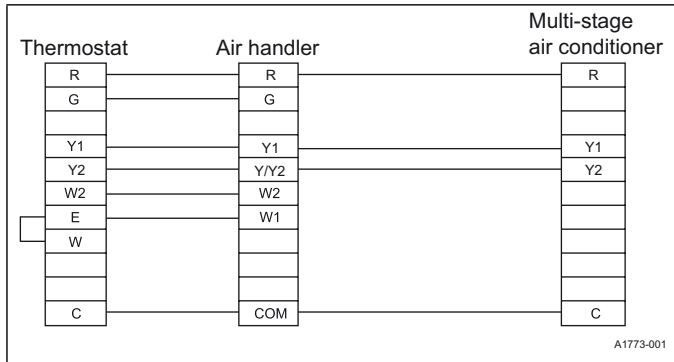 Thermostat Air handler Multi-stage
air conditioner
R R R
G G
Y1 Y1 Y1
Y2 Y/Y2 Y2
W2 W2
E W1
W
C COM C
A1773-001